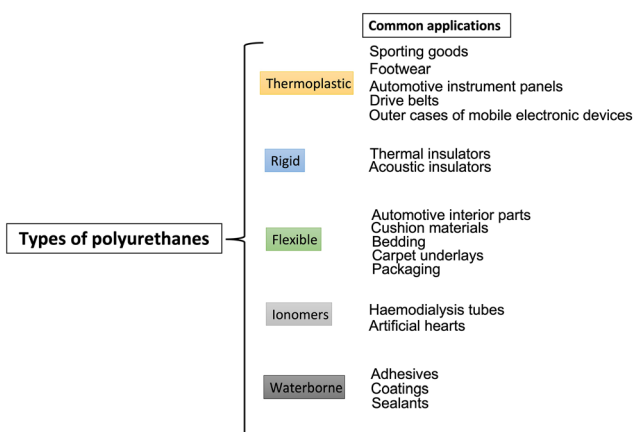 Common applications
Sporting goods
Footwear
Thermoplastic
Automotive instrument panels
Drive belts
Outer cases of mobile electronic devices
Rigid
Thermal insulators
Acoustic insulators
Types of polyurethanes
Flexible
Automotive interior parts
Cushion materials
Bedding
Carpet underlays
Packaging
Ionomers
Haemodialysis tubes
Artificial hearts
Waterborne
Adhesives
Coatings
Sealants